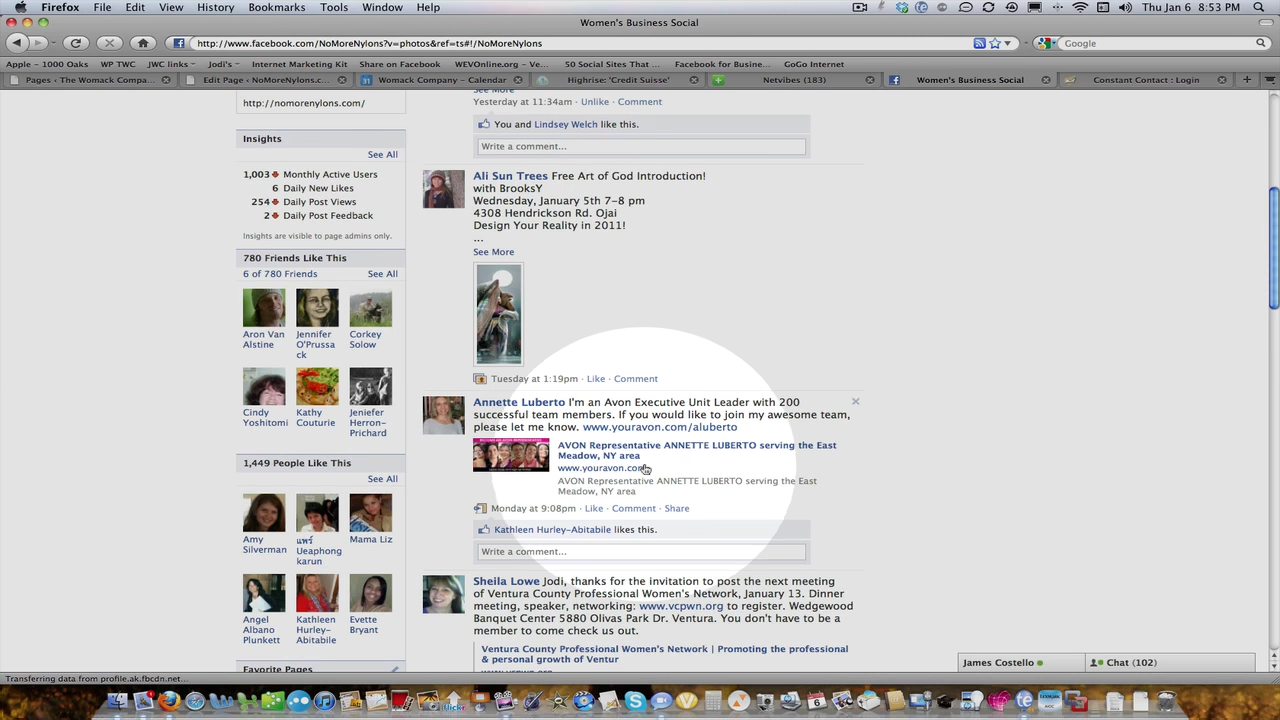 Firefox File Edit View History Bookmarks Tools Window Help Thu Jan 6 8:53 PM
Women's Business Social
http://www.facebook.com/NoMoreNylons?v=photos&ref=ts#!/NoMoreNylons
Google
Apple - 1000 Oaks WP TWC JWC links Jodi's Internet Marketing Kit Share on Facebook WEVOnline.org - Ve... 50 Social Sites That ... Facebook for Busine... GoGo Internet
Pages ‹ The Womack Compa... Edit Page ‹ NoMoreNylons.c... Womack Company - Calendar Highrise: 'Credit Suisse' Netvibes (183) Women's Business Social Constant Contact : Login
http://nomorenylons.com/
Insights
See All
1,003 Monthly Active Users
6 Daily New Likes
254 Daily Post Views
2 Daily Post Feedback
Insights are visible to page admins only.
780 Friends Like This
6 of 780 Friends See All
Aron Van Alstine
Jennifer O'Prussa ck
Corkey Solow
Cindy Yoshitomi
Kathy Couturie
Jeniefer Herron-Prichard
1,449 People Like This
See All
Amy Silverman
แพร์ Ueaphong karun
Mama Liz
Angel Albano Plunkett
Kathleen Hurley-Abitabile
Evette Bryant
Favorite Pages
See More
Yesterday at 11:34am · Unlike · Comment
You and Lindsey Welch like this.
Write a comment...
Ali Sun Trees Free Art of God Introduction!
with BrooksY
Wednesday, January 5th 7-8 pm
4308 Hendrickson Rd. Ojai
Design Your Reality in 2011!
...
See More
Tuesday at 1:19pm · Like · Comment
Annette Luberto I'm an Avon Executive Unit Leader with 200
successful team members. If you would like to join my awesome team,
please let me know. www.youravon.com/aluberto
AVON Representative ANNETTE LUBERTO serving the East
Meadow, NY area
www.youravon.com
AVON Representative ANNETTE LUBERTO serving the East
Meadow, NY area
Monday at 9:08pm · Like · Comment · Share
Kathleen Hurley-Abitabile likes this.
Write a comment...
Sheila Lowe Jodi, thanks for the invitation to post the next meeting
of Ventura County Professional Women's Network, January 13. Dinner
meeting, speaker, networking: www.vcpwn.org to register. Wedgewood
Banquet Center 5880 Olivas Park Dr. Ventura. You don't have to be a
member to come check us out.
Ventura County Professional Women's Network | Promoting the professional
& personal growth of Ventur
James Costello Chat (102)
Transferring data from profile.ak.fbcdn.net...